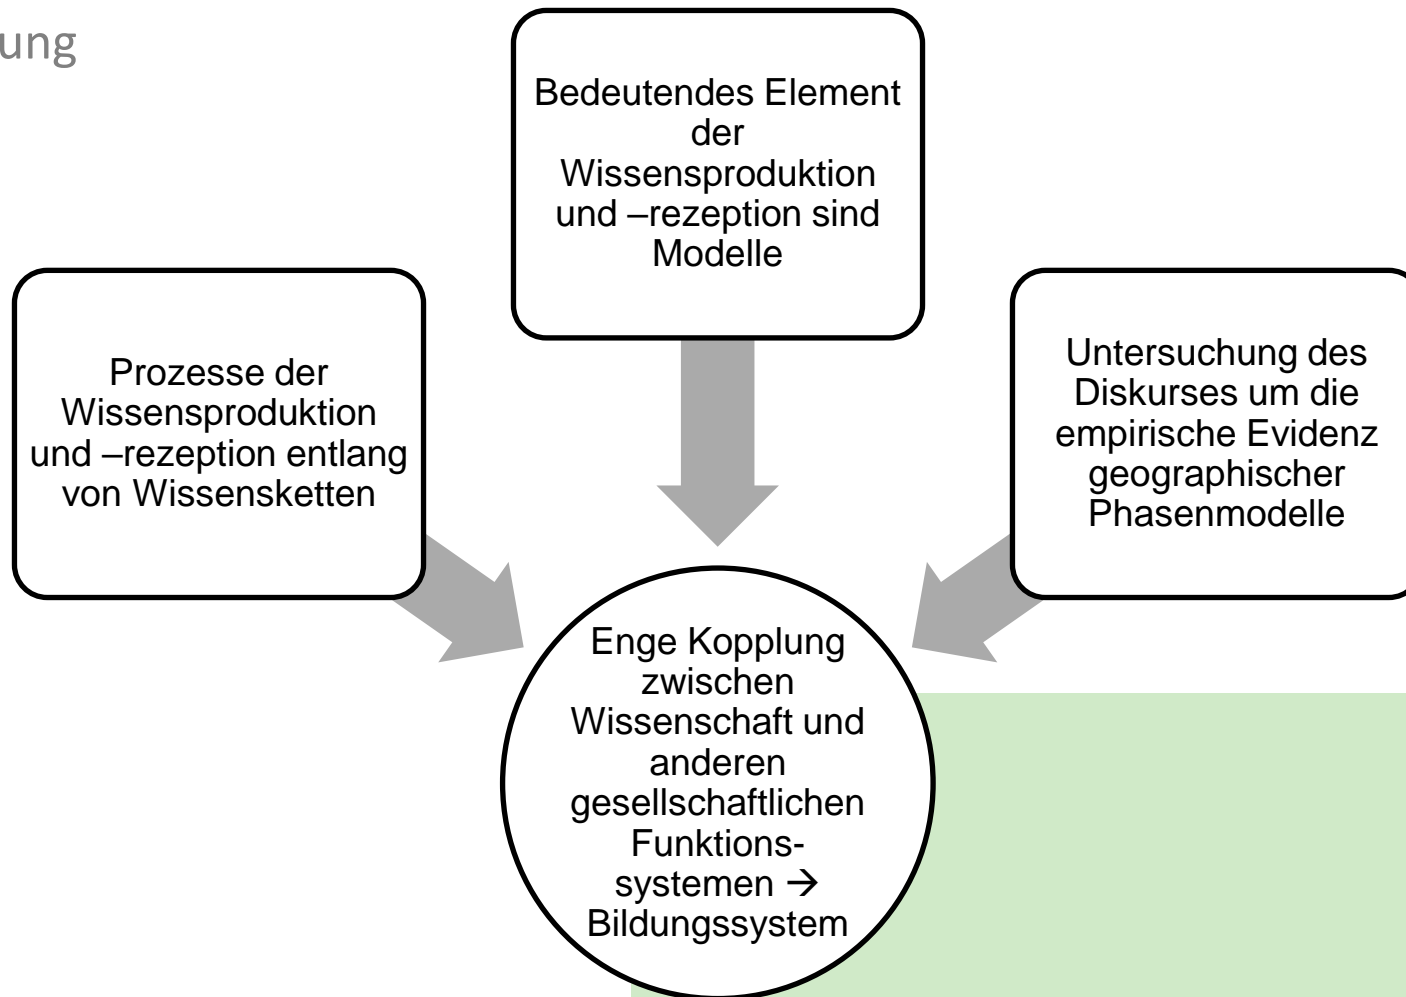 ung
Bedeutendes Element
der
Wissensproduktion
und –rezeption sind
Modelle
Prozesse der
Wissensproduktion
und –rezeption entlang
von Wissensketten
Untersuchung des
Diskurses um die
empirische Evidenz
geographischer
Phasenmodelle
Enge Kopplung
zwischen
Wissenschaft und
anderen
gesellschaftlichen
Funktions-
systemen →
Bildungssystem